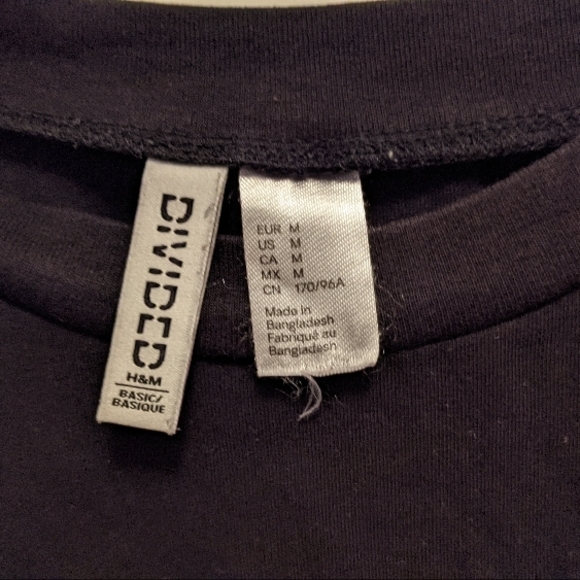 DIVIDED
H&M
BASIC/
BASIQUE
EUR M
US M
CA M
MX M
CN 170/96A
Made in
Bangladesh
Fabriqué au
Bangladesh